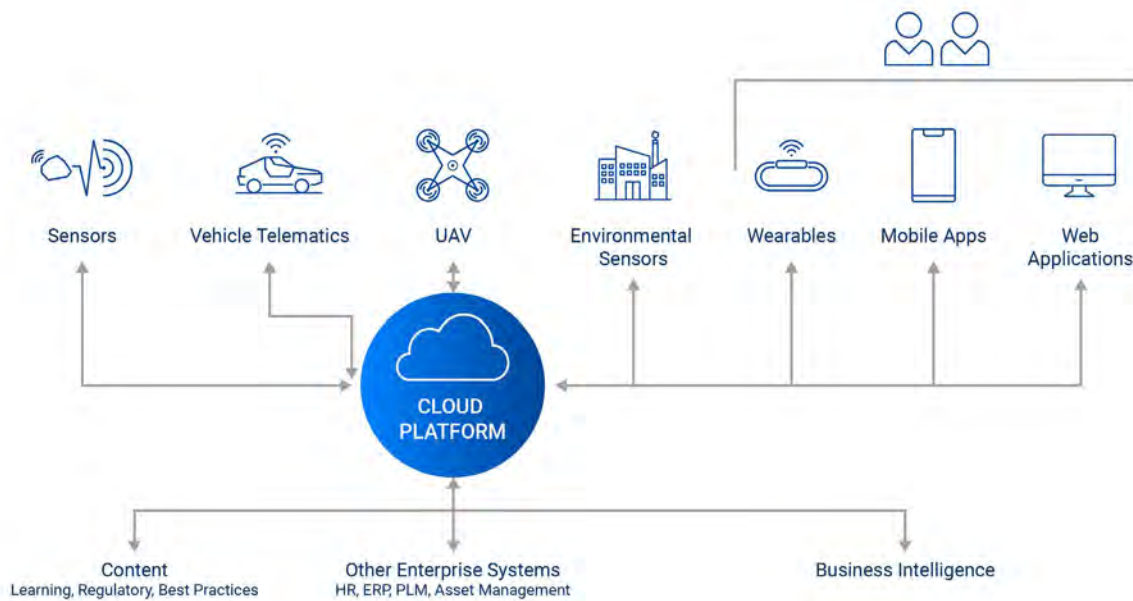 Sensors
Vehicle Telematics
UAV
Environmental
Sensors
Wearables
Mobile Apps
Web
Applications
CLOUD
PLATFORM
Content
Learning, Regulatory, Best Practices
Other Enterprise Systems
HR, ERP, PLM, Asset Management
Business Intelligence